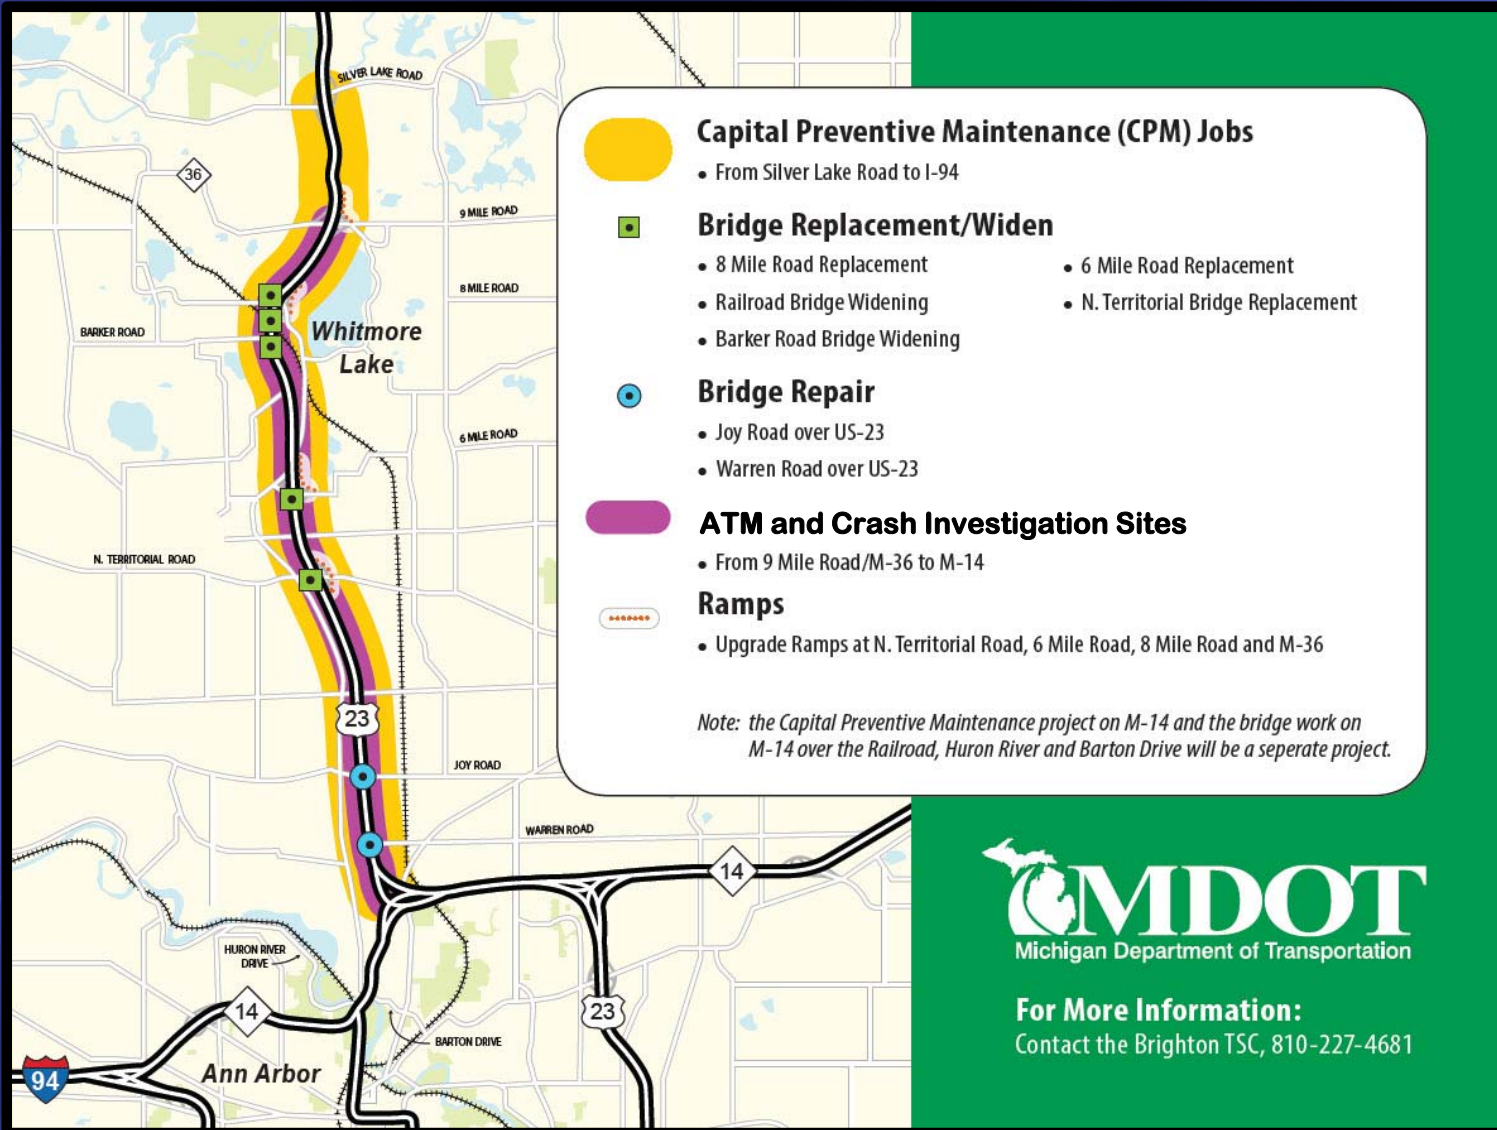 SILVER LAKE ROAD
36
9 MILE ROAD
8 MILE ROAD
BARKER ROAD
Whitmore
Lake
6 MILE ROAD
N. TERRITORIAL ROAD
23
JOY ROAD
WARREN ROAD
14
HURON RIVER
DRIVE
14
23
BARTON DRIVE
94
Ann Arbor
Capital Preventive Maintenance (CPM) Jobs
• From Silver Lake Road to I-94
Bridge Replacement/Widen
• 8 Mile Road Replacement
• 6 Mile Road Replacement
• Railroad Bridge Widening
• N. Territorial Bridge Replacement
• Barker Road Bridge Widening
Bridge Repair
• Joy Road over US-23
• Warren Road over US-23
ATM and Crash Investigation Sites
• From 9 Mile Road/M-36 to M-14
Ramps
• Upgrade Ramps at N. Territorial Road, 6 Mile Road, 8 Mile Road and M-36
Note: the Capital Preventive Maintenance project on M-14 and the bridge work on
M-14 over the Railroad, Huron River and Barton Drive will be a seperate project.
MDOT
Michigan Department of Transportation
For More Information:
Contact the Brighton TSC, 810-227-4681